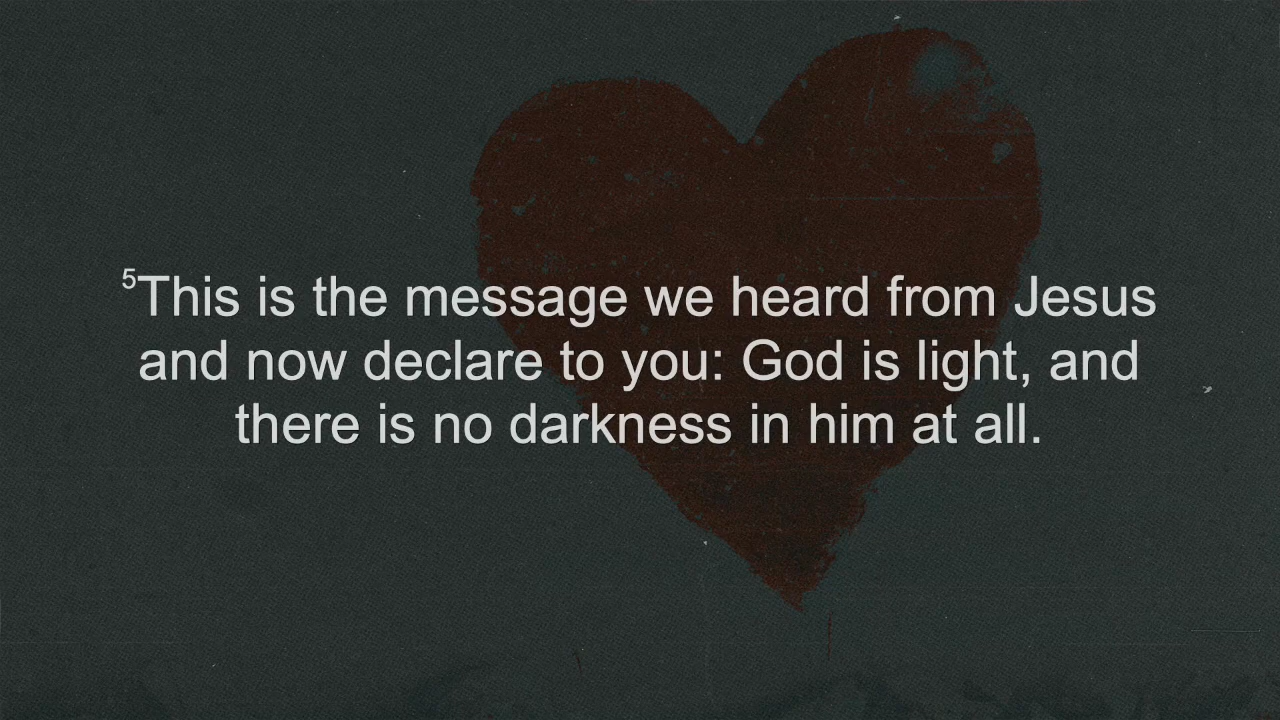 ⁵This is the message we heard from Jesus
and now declare to you: God is light, and
there is no darkness in him at all.